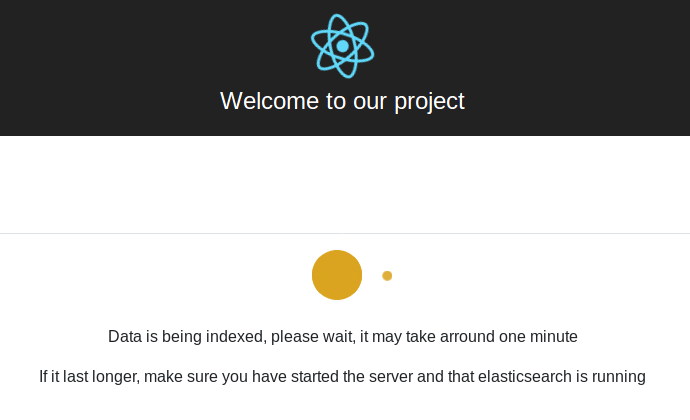 Welcome to our project
Data is being indexed, please wait, it may take arround one minute
If it last longer, make sure you have started the server and that elasticsearch is running